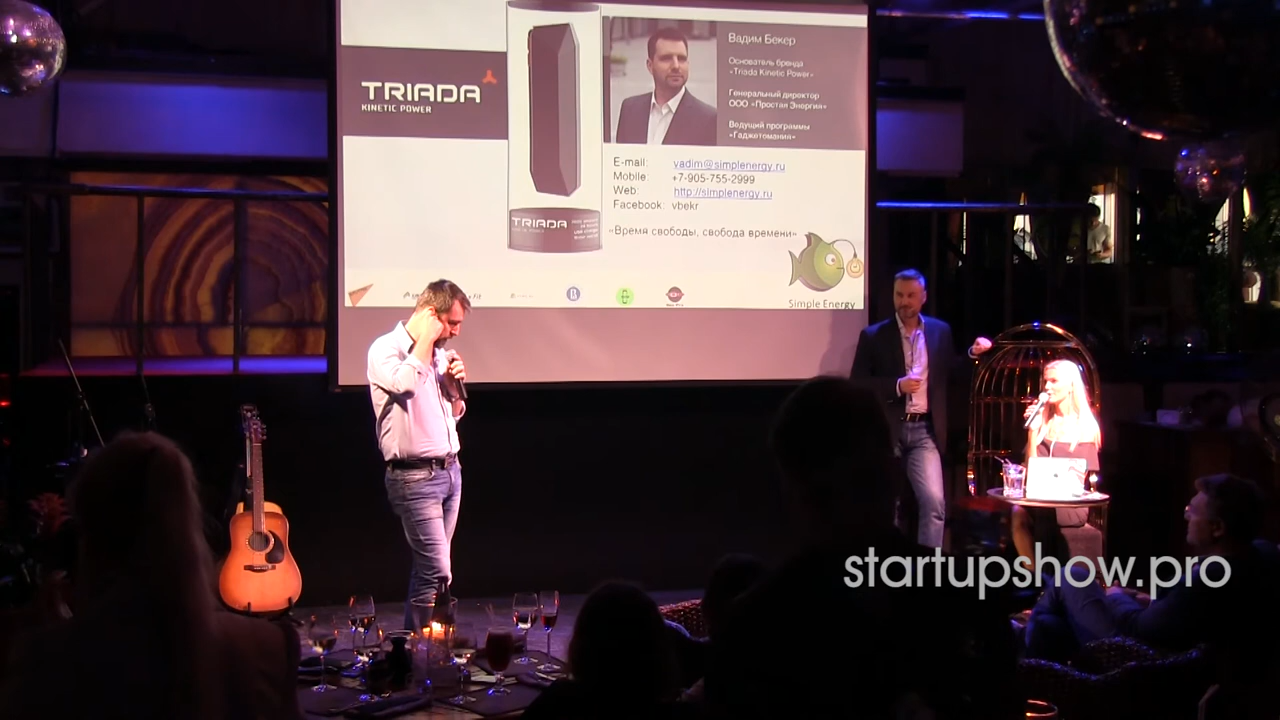 TRIADA
KINETIC POWER
Вадим Бекер
Основатель бренда
«Triada Kinetic Power»
Генеральный директор
ООО «Простая Энергия»
Ведущий программы
«Гаджетомания»
E-mail: vadim@simplenergy.ru
Mobile: +7-905-755-2999
Web: http://simplenergy.ru
Facebook: vbekr
TRIADA
«Время свободы, свобода времени»
Simple Energy
startupshow.pro